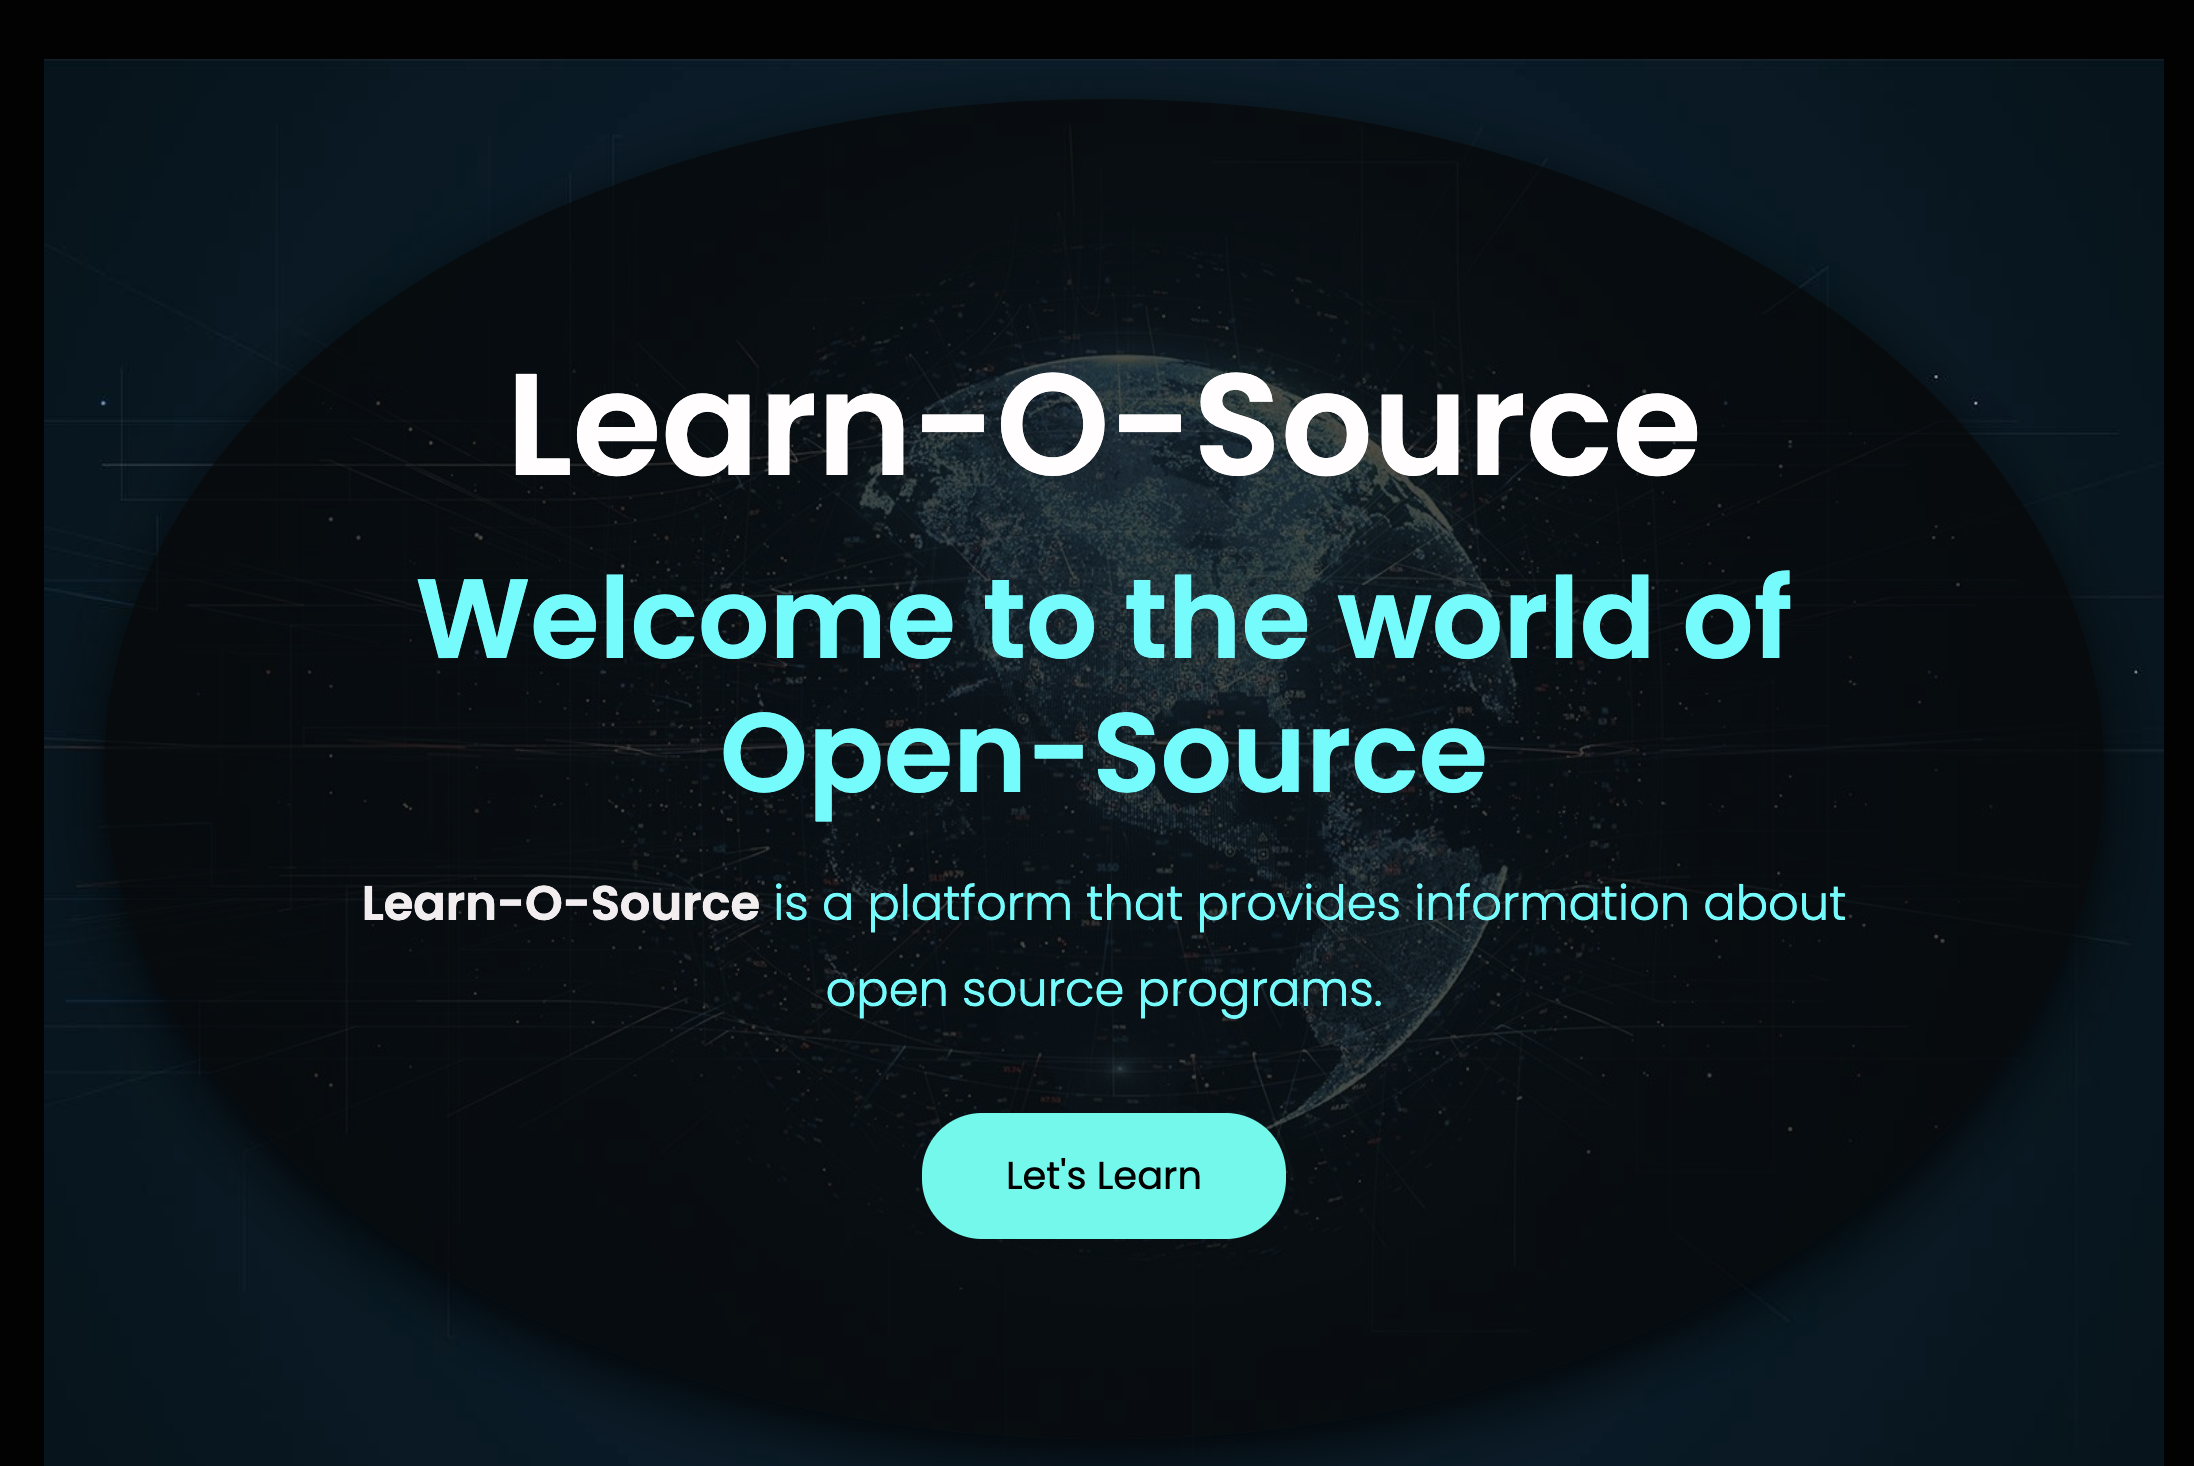 Learn-O-Source
Welcome to the world of
Open-Source
Learn-O-Source is a platform that provides information about
open source programs.
Let's Learn